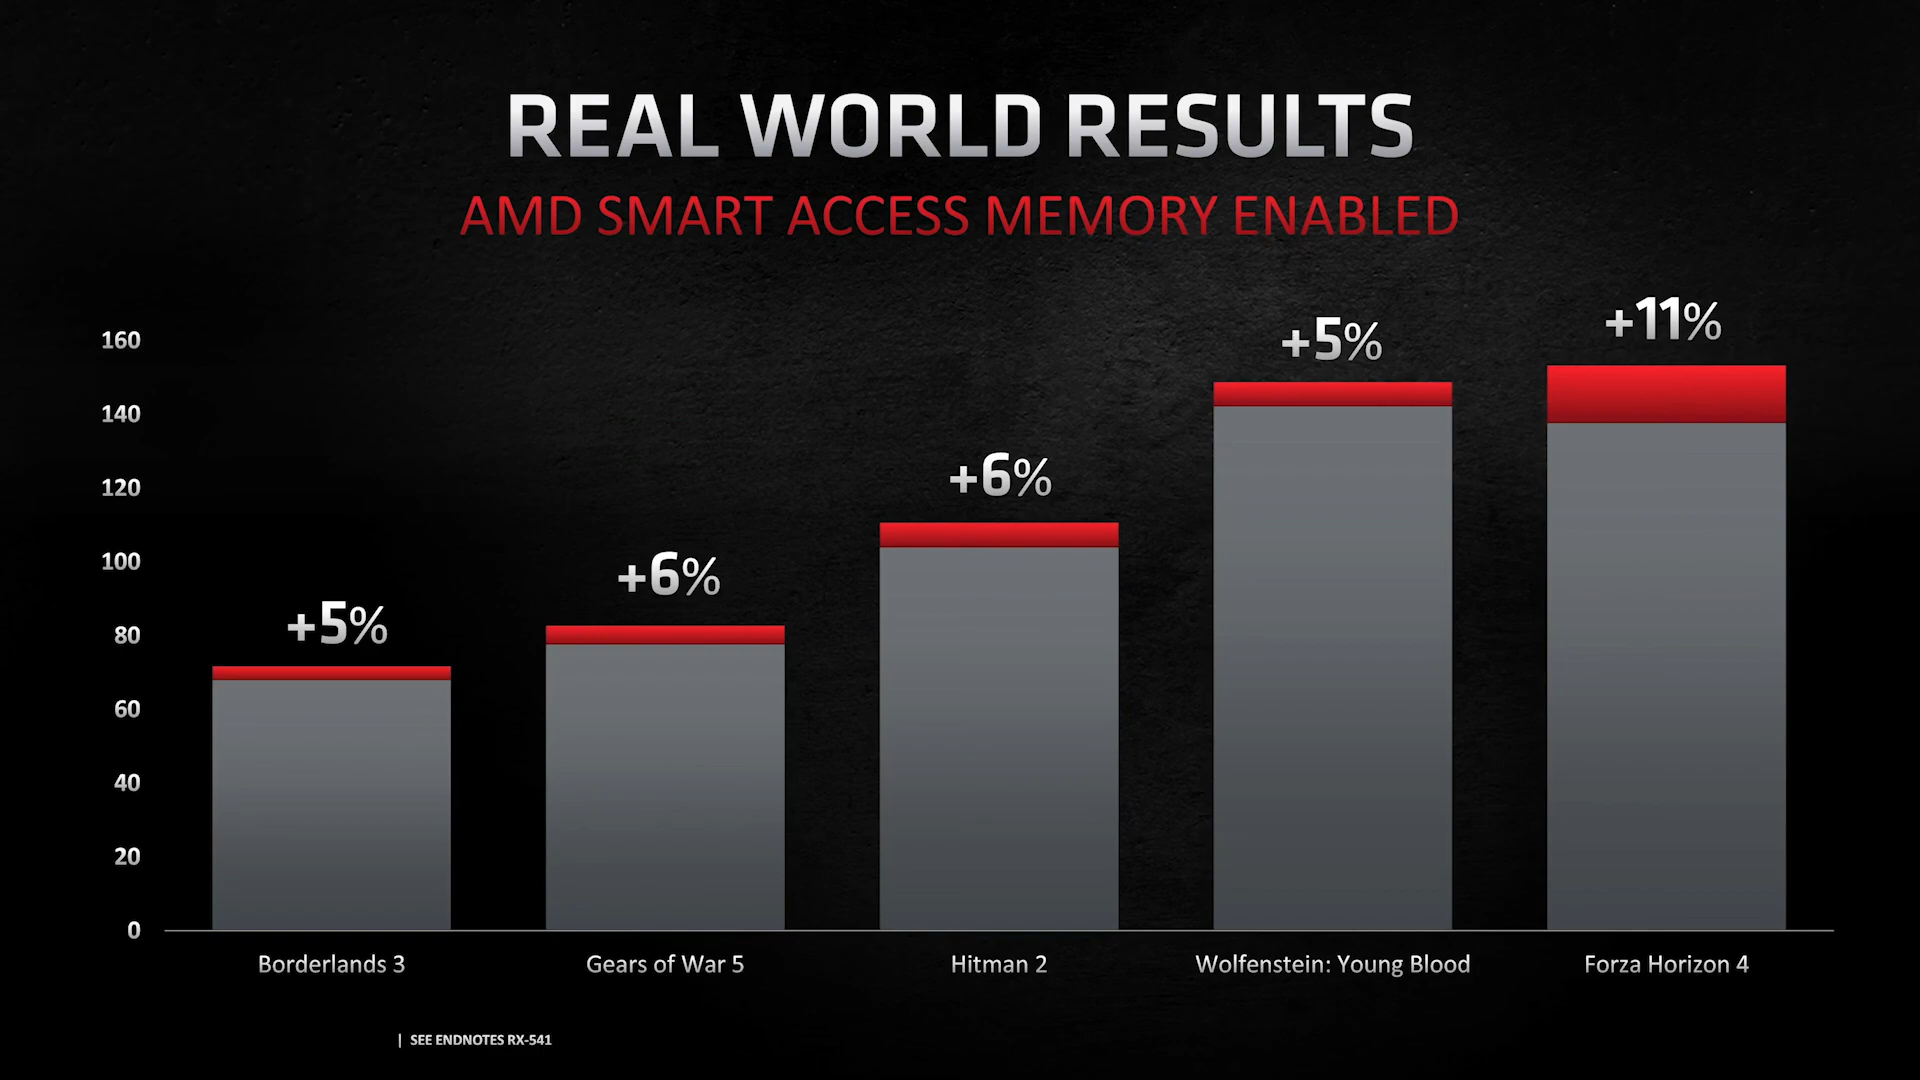 REAL WORLD RESULTS
AMD SMART ACCESS MEMORY ENABLED
160
140
120
100
80
60
40
20
0
+5%
+6%
+6%
+5%
+11%
Borderlands 3
Gears of War 5
Hitman 2
Wolfenstein: Young Blood
Forza Horizon 4
| SEE ENDNOTES RX-541